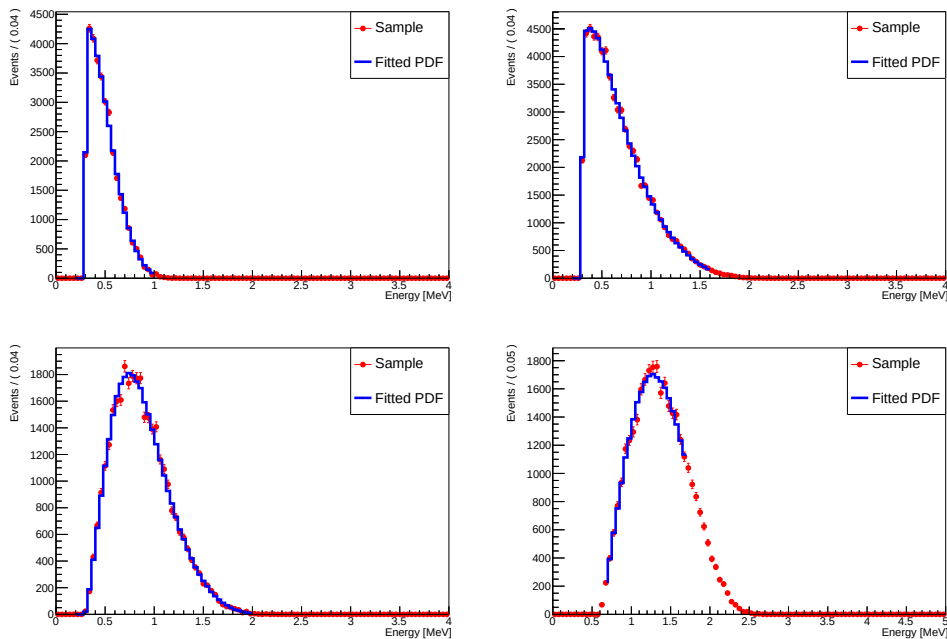 Events / ( 0.04 )
4500
4000
3500
3000
2500
2000
1500
1000
500
0
0 0.5 1 1.5 2 2.5 3 3.5 4
Energy [MeV]
Sample
Fitted PDF
Events / ( 0.04 )
5000
4500
4000
3500
3000
2500
2000
1500
1000
500
0
0 0.5 1 1.5 2 2.5 3 3.5 4
Energy [MeV]
Sample
Fitted PDF
Events / ( 0.04 )
1800
1600
1400
1200
1000
800
600
400
200
0
0 0.5 1 1.5 2 2.5 3 3.5 4
Energy [MeV]
Sample
Fitted PDF
Events / ( 0.05 )
1800
1600
1400
1200
1000
800
600
400
200
0
0 0.5 1 1.5 2 2.5 3 3.5 4 4.5 5
Energy [MeV]
Sample
Fitted PDF